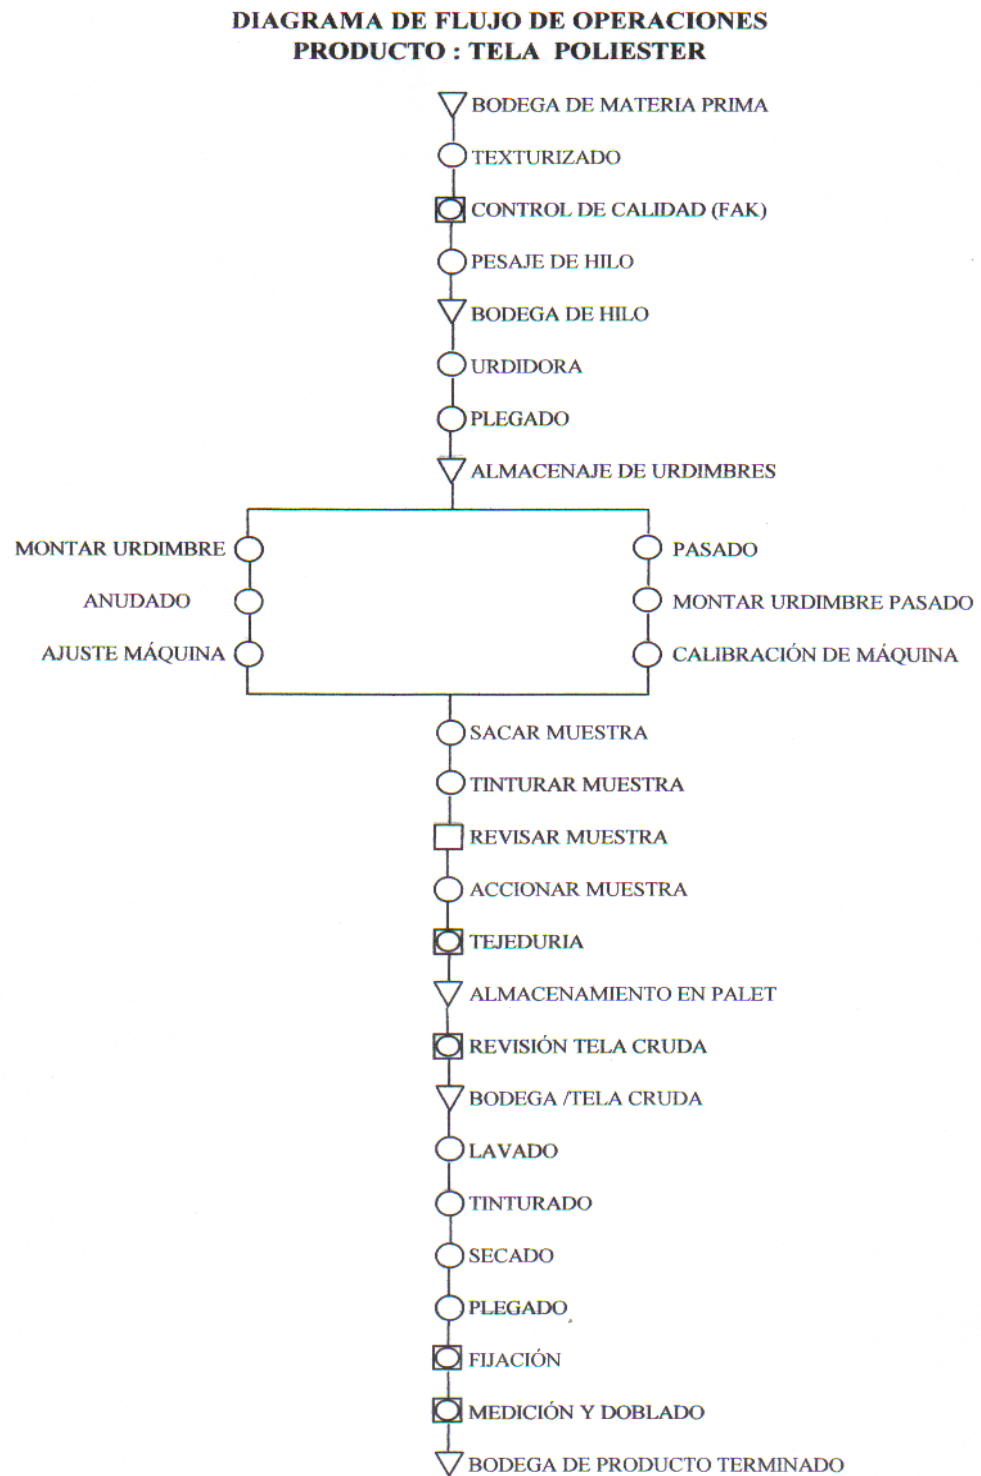 DIAGRAMA DE FLUJO DE OPERACIONES
PRODUCTO : TELA POLIESTER
BODEGA DE MATERIA PRIMA
TEXTURIZADO
CONTROL DE CALIDAD (FAK)
PESAJE DE HILO
BODEGA DE HILO
URDIDORA
PLEGADO
ALMACENAJE DE URDIMBRES
MONTAR URDIMBRE
ANUDADO
AJUSTE MÁQUINA
PASADO
MONTAR URDIMBRE PASADO
CALIBRACIÓN DE MÁQUINA
SACAR MUESTRA
TINTURAR MUESTRA
REVISAR MUESTRA
ACCIONAR MUESTRA
TEJEDURIA
ALMACENAMIENTO EN PALET
REVISIÓN TELA CRUDA
BODEGA /TELA CRUDA
LAVADO
TINTURADO
SECADO
PLEGADO
FIJACIÓN
MEDICIÓN Y DOBLADO
BODEGA DE PRODUCTO TERMINADO